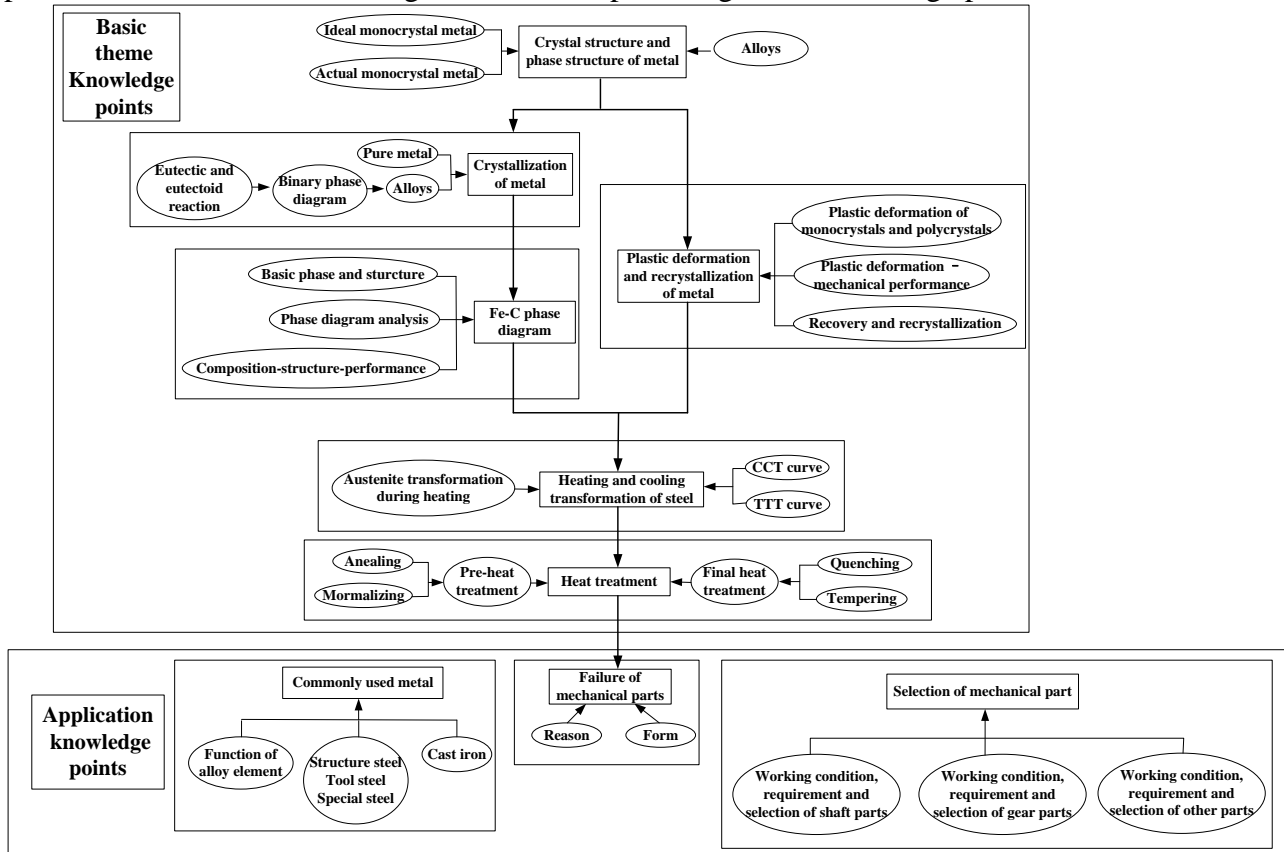 Basic
theme
Knowledge
points
Ideal monocrystal metal
Actual monocrystal metal
Crystal structure and
phase structure of metal
Alloys
Eutectic and
eutectoid
reaction
Binary phase
diagram
Pure metal
Alloys
Crystallization
of metal
Plastic deformation of
monocrystals and polycrystals
Plastic deformation
and recrystallization
of metal
Plastic deformation –
mechanical performance
Recovery and recrystallization
Basic phase and sturcture
Phase diagram analysis
Composition-structure-performance
Fe-C phase
diagram
Austenite transformation
during heating
Heating and cooling
transformation of steel
CCT curve
TTT curve
Anealing
Mormalizing
Pre-heat
treatment
Heat treatment
Final heat
treatment
Quenching
Tempering
Application
knowledge
points
Commonly used metal
Function of
alloy element
Structure steel
Tool steel
Special steel
Cast iron
Failure of
mechanical parts
Reason
Form
Selection of mechanical part
Working condition,
requirement and
selection of shaft parts
Working condition,
requirement and
selection of gear parts
Working condition,
requirement and
selection of other parts